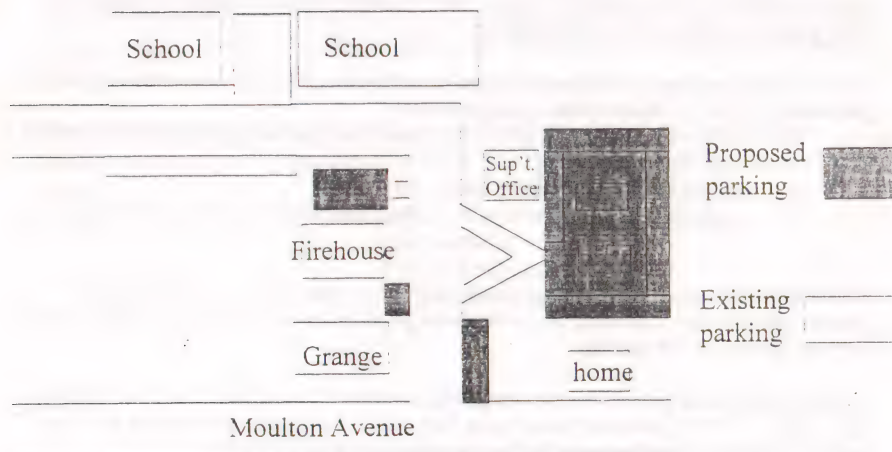 School
School
Sup't.
Office
Proposed
parking
Firehouse
Existing
parking
Grange
home
Moulton Avenue